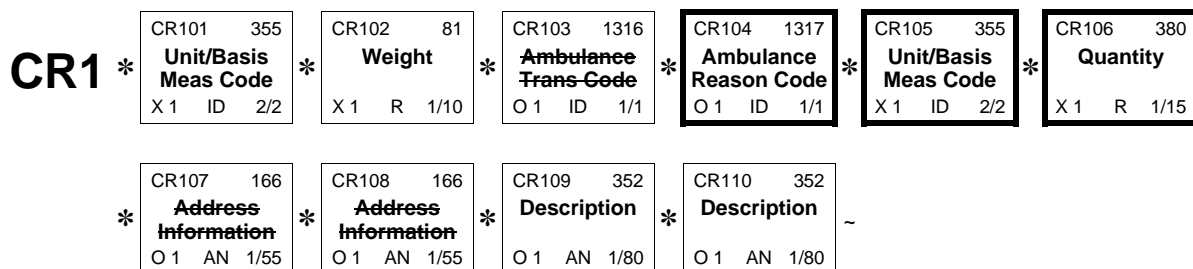 CR101 355 CR102 81 CR103 1316 CR104 1317 CR105 355 CR106 380
CR1 * Unit/Basis Meas Code * Weight * Ambulance Trans Code * Ambulance Reason Code * Unit/Basis Meas Code * Quantity
X 1 ID 2/2 X 1 R 1/10 O 1 ID 1/1 O 1 ID 1/1 X 1 ID 2/2 X 1 R 1/15
CR107 166 CR108 166 CR109 352 CR110 352
* Address Information * Address Information * Description * Description ~
O 1 AN 1/55 O 1 AN 1/55 O 1 AN 1/80 O 1 AN 1/80